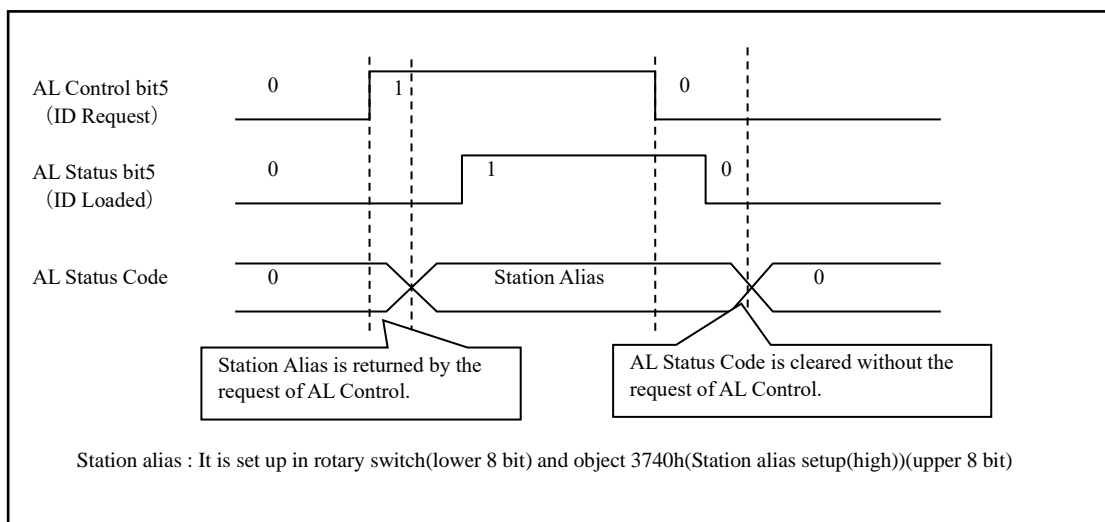 AL Control bit5
（ID Request）
0
1
0
AL Status bit5
（ID Loaded）
0
1
0
AL Status Code
0
Station Alias
0
Station Alias is returned by the
request of AL Control.
AL Status Code is cleared without the
request of AL Control.
Station alias : It is set up in rotary switch(lower 8 bit) and object 3740h(Station alias setup(high))(upper 8 bit)